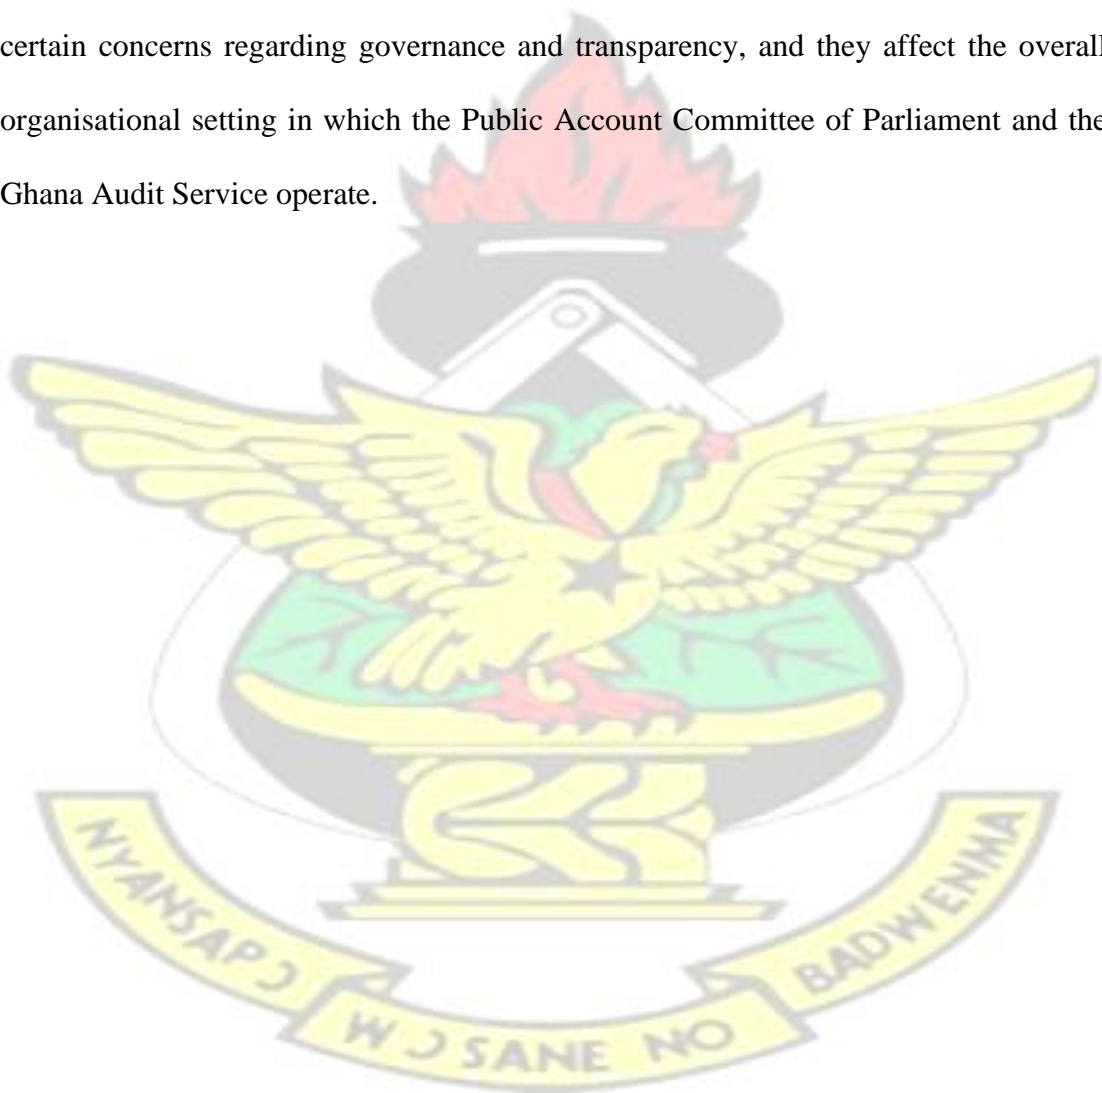 certain concerns regarding governance and transparency, and they affect the overall
organisational setting in which the Public Account Committee of Parliament and the
Ghana Audit Service operate.
NYANSAPƆ
WƆSANE NO
BADWENMA